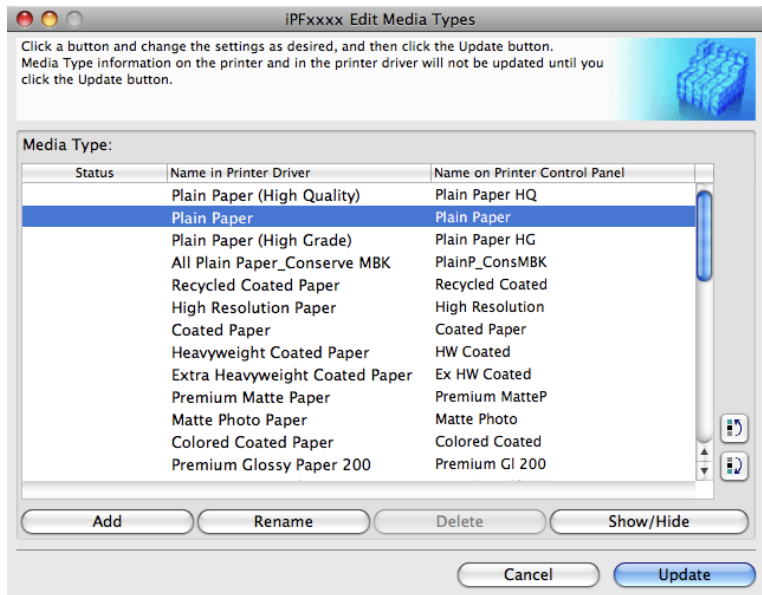 iPFxxxx Edit Media Types
Click a button and change the settings as desired, and then click the Update button.
Media Type information on the printer and in the printer driver will not be updated until you
click the Update button.
Media Type:
Status Name in Printer Driver Name on Printer Control Panel
Plain Paper (High Quality) Plain Paper HQ
Plain Paper Plain Paper
Plain Paper (High Grade) Plain Paper HG
All Plain Paper_Conserve MBK PlainP_ConsMBK
Recycled Coated Paper Recycled Coated
High Resolution Paper High Resolution
Coated Paper Coated Paper
Heavyweight Coated Paper HW Coated
Extra Heavyweight Coated Paper Ex HW Coated
Premium Matte Paper Premium MatteP
Matte Photo Paper Matte Photo
Colored Coated Paper Colored Coated
Premium Glossy Paper 200 Premium Gl 200
Add Rename Delete Show/Hide
Cancel Update